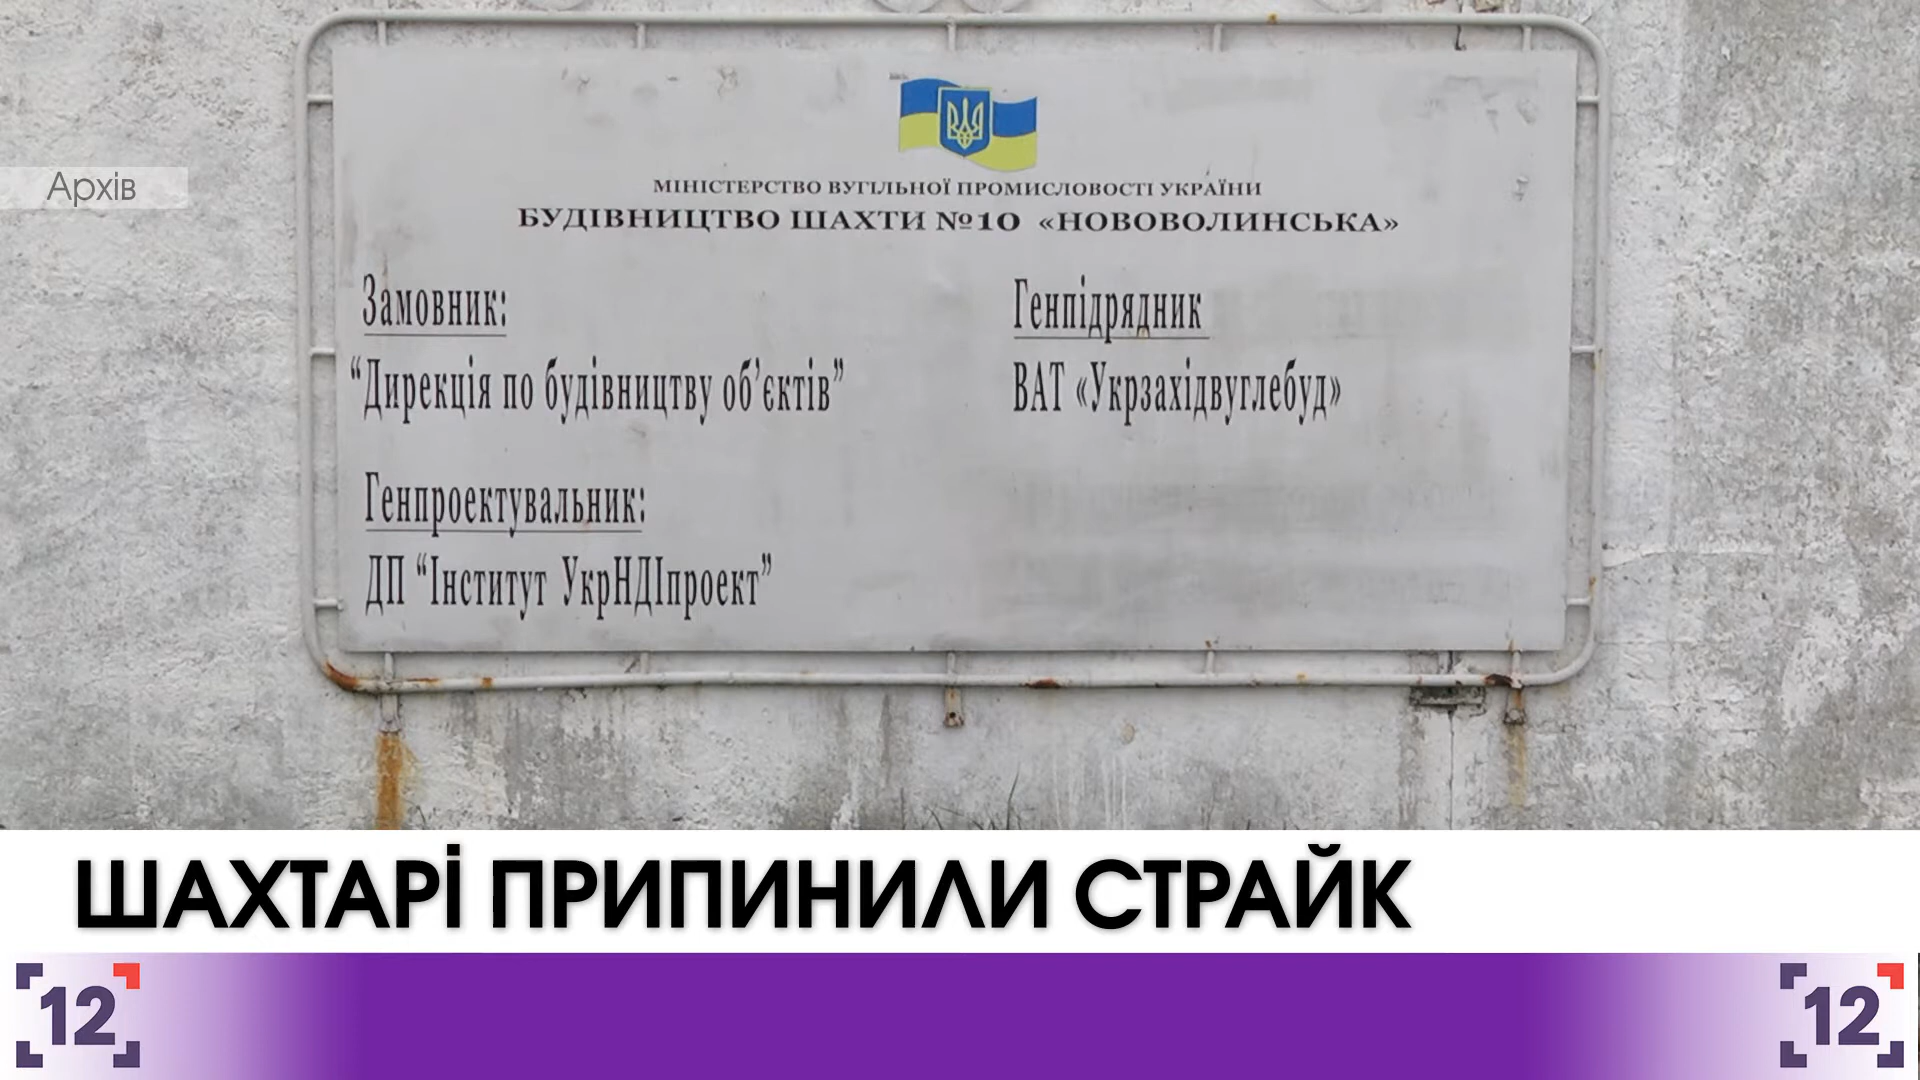 МІНІСТЕРСТВО ВУГІЛЬНОЇ ПРОМИСЛОВОСТІ УКРАЇНИ
БУДІВНИЦТВО ШАХТИ №10 «НОВОВОЛИНСЬКА»
Архів
Замовник:
“Дирекція по будівництву об’єктів”
Генпроектувальник:
ДП “Інститут УкрНДІпроект”
Генпідрядник
ВАТ «Укрзахідвуглебуд»
ШАХТАРІ ПРИПИНИЛИ СТРАЙК
12
12